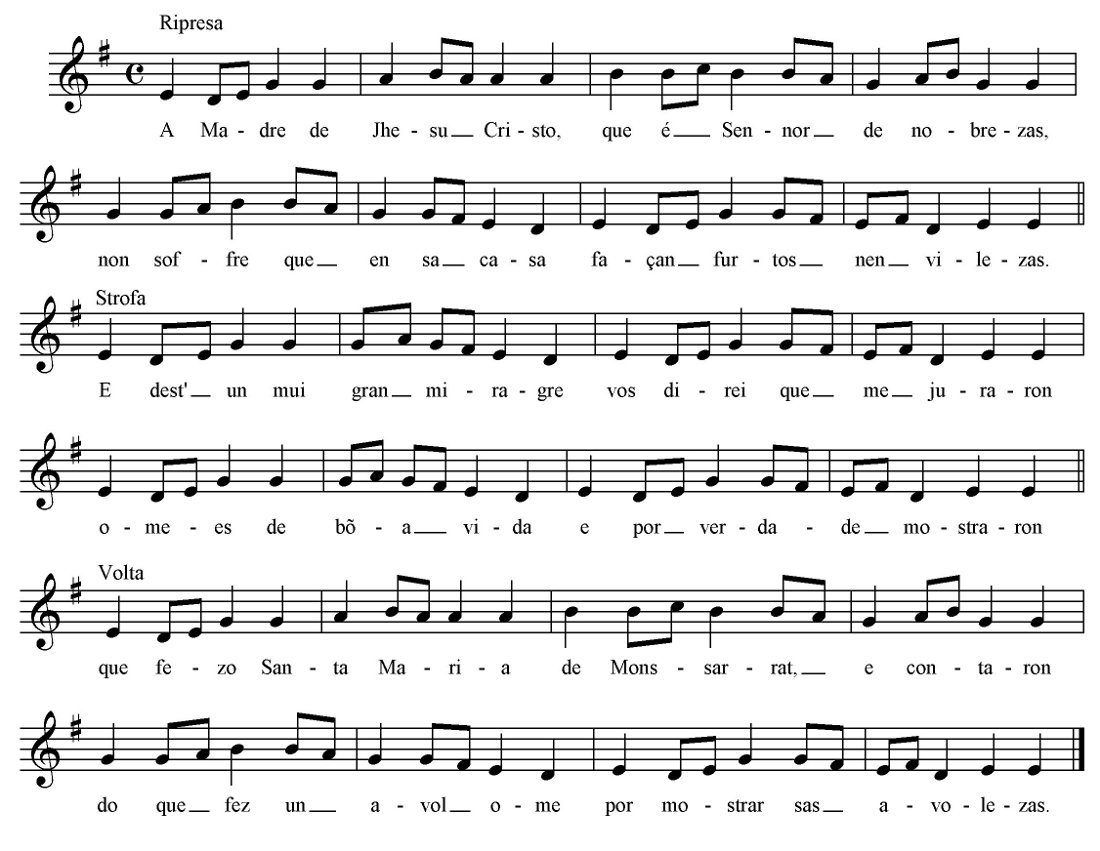 Ripresa
A Ma - dre de Jhe - su Cri - sto, que é Sen - nor de no - bre - zas,
non sof - fre que en sa ca - sa fa - çan fur - tos nen vi - le - zas.
Strofa
E dest' un mui gran mi - ra - gre vos di - rei que me ju - ra - ron
o - me - es de bõ - a vi - da e por ver - da - de mo - stra - ron
Volta
que fe - zo San - ta Ma - ri - a de Mons - sar - rat, e con - ta - ron
do que fez un a - vol o - me por mo - strar sas a - vo - le - zas.